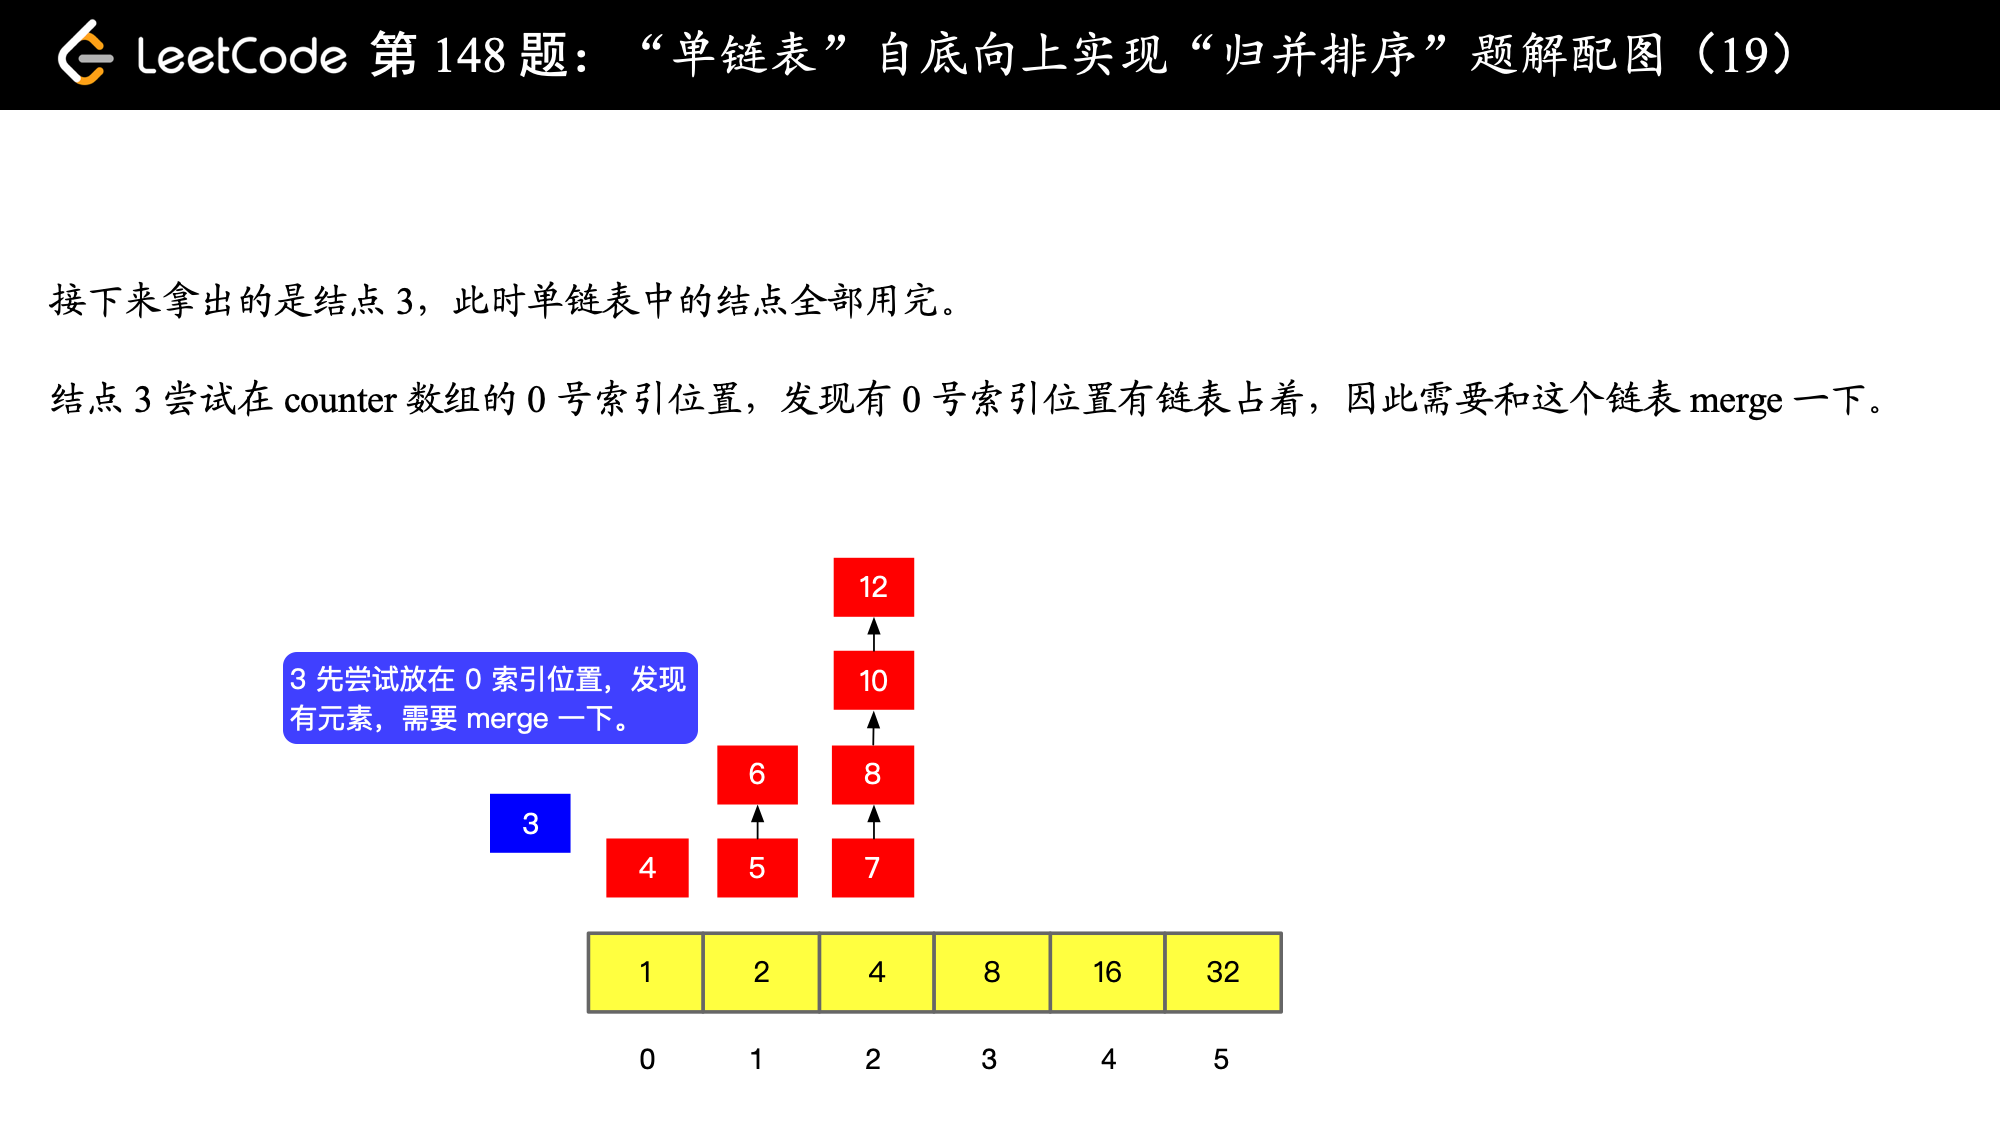 LeetCode 第 148 题：“单链表”自底向上实现“归并排序”题解配图（19）
接下来拿出的是结点 3，此时单链表中的结点全部用完。
结点 3 尝试在 counter 数组的 0 号索引位置，发现有 0 号索引位置有链表占着，因此需要和这个链表 merge 一下。
12
3 先尝试放在 0 索引位置，发现
有元素，需要 merge 一下。
10
6
8
3
4
5
7
1 2 4 8 16 32
0 1 2 3 4 5